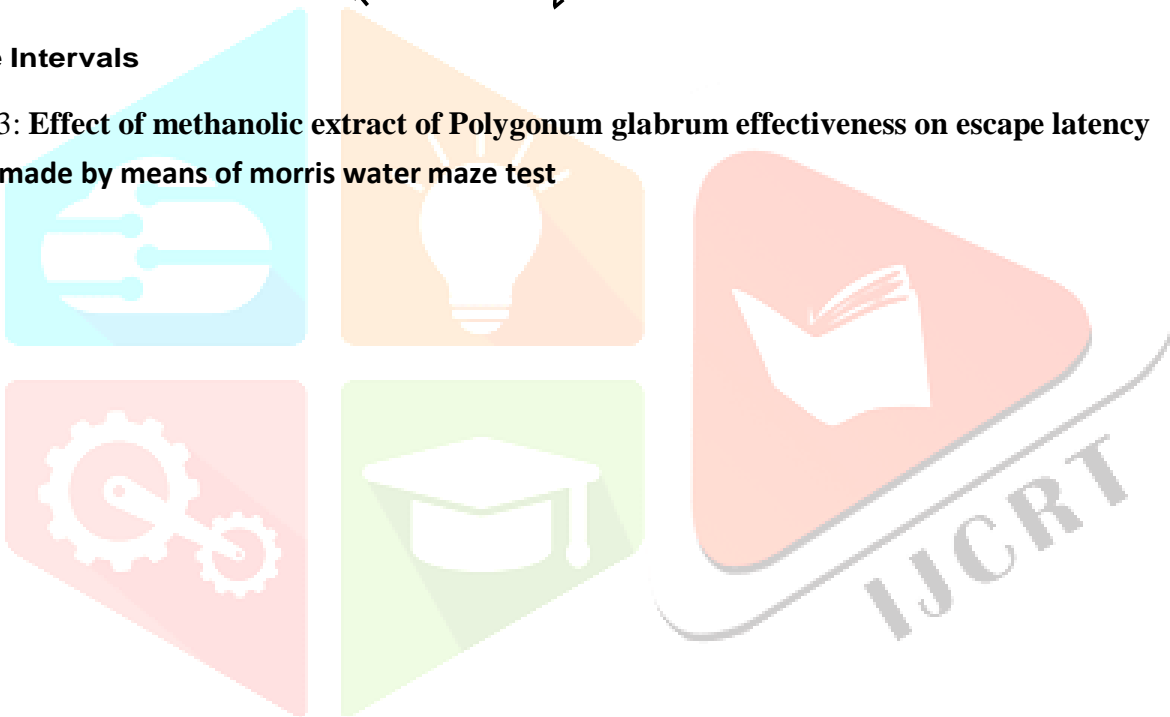 Intervals
3: Effect of methanolic extract of Polygonum glabrum effectiveness on escape latency
made by means of morris water maze test
IJCRT